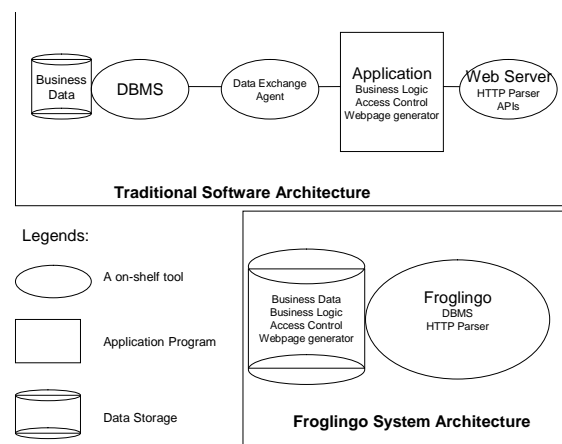 Business
Data
DBMS
Data Exchange
Agent
Application
Business Logic
Access Control
Webpage generator
Web Server
HTTP Parser
APIs
Traditional Software Architecture
Legends:
A on-shelf tool
Application Program
Data Storage
Business Data
Business Logic
Access Control
Webpage generator
Froglingo
DBMS
HTTP Parser
Froglingo System Architecture